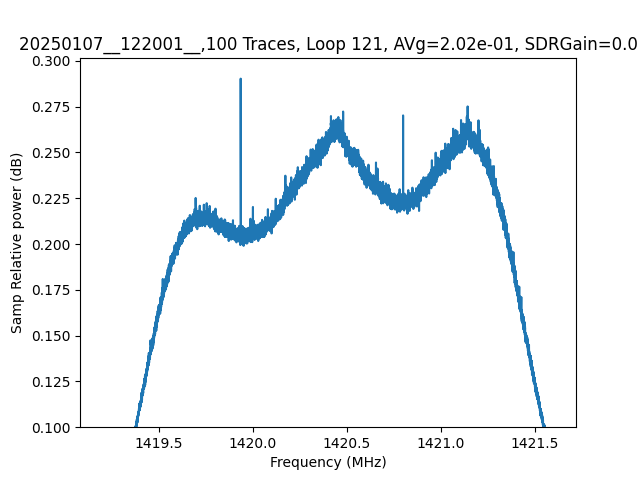 20250107__122001__,100 Traces, Loop 121, AVg=2.02e-01, SDRGain=0.0
0.300
0.275
0.250
0.225
0.200
0.175
0.150
0.125
0.100
Samp Relative power (dB)
1419.5 1420.0 1420.5 1421.0 1421.5
Frequency (MHz)